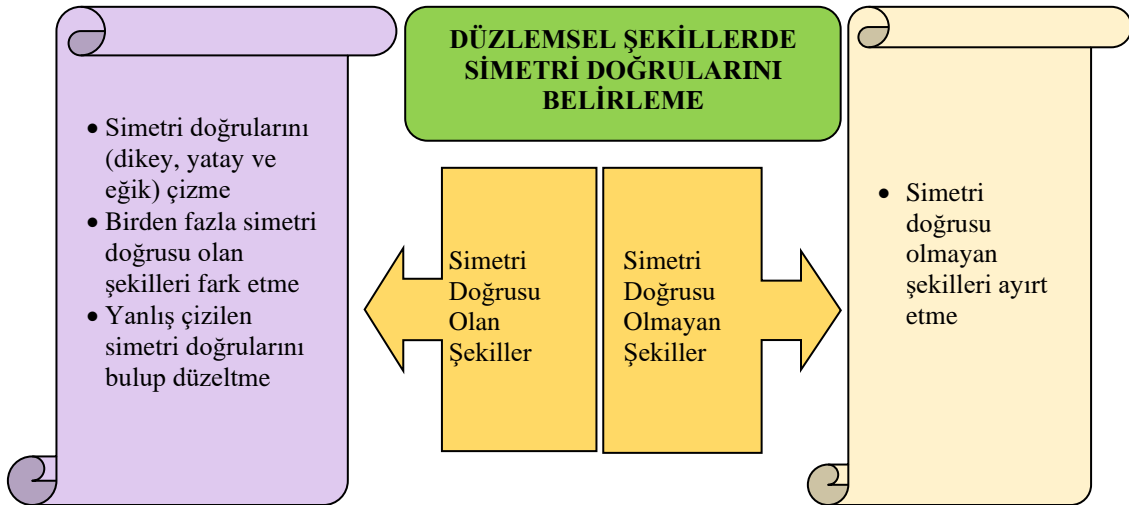 DÜZLEMSEL ŞEKİLLERDE
SİMETRİ DOĞRULARINI
BELİRLEME
• Simetri doğrularını
(dikey, yatay ve
eğik) çizme
• Birden fazla simetri
doğrusu olan
şekilleri fark etme
• Yanlış çizilen
simetri doğrularını
bulup düzeltme
Simetri
Doğrusu
Olan
Şekiller
Simetri
Doğrusu
Olmayan
Şekiller
• Simetri
doğrusu
olmayan
şekilleri ayırt
etme